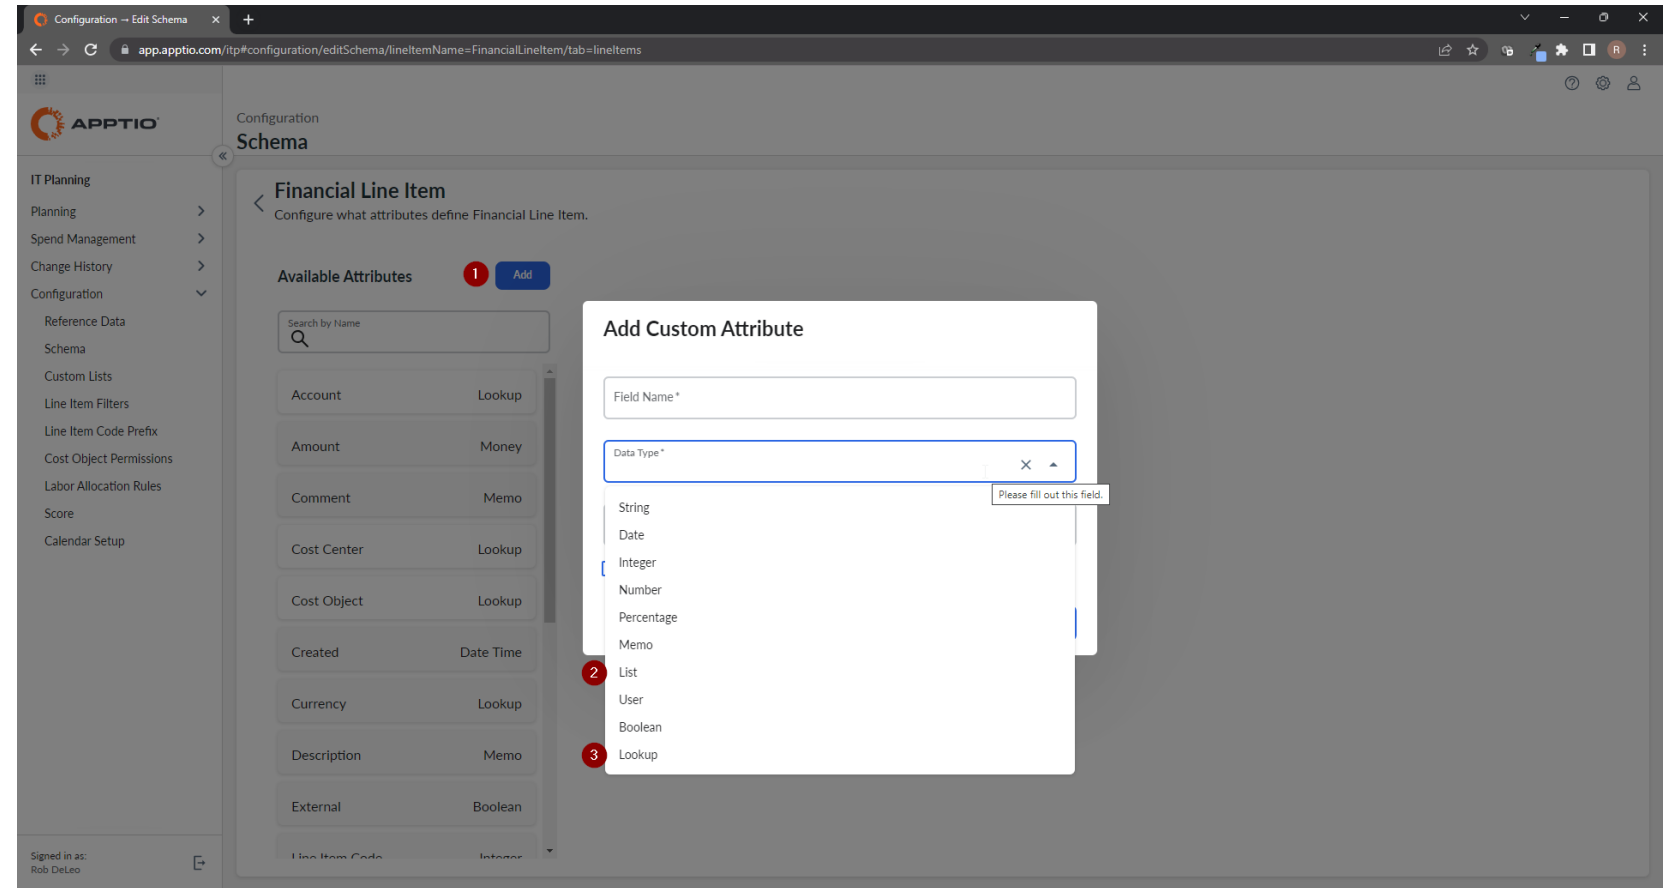 Configuration → Edit Schema
app.apptio.com/itp#configuration/editSchema/lineItemName=FinancialLineItem/tab=lineItems
R
APPTIO
Configuration
Schema
IT Planning
Planning
Spend Management
Change History
Configuration
Reference Data
Schema
Custom Lists
Line Item Filters
Line Item Code Prefix
Cost Object Permissions
Labor Allocation Rules
Score
Calendar Setup
Signed in as:
Rob DeLeo
Financial Line Item
Configure what attributes define Financial Line Item.
Available Attributes 1 Add
Search by Name
Account Lookup
Amount Money
Comment Memo
Cost Center Lookup
Cost Object Lookup
Created Date Time
Currency Lookup
Description Memo
External Boolean
Line Item Code Integer
Add Custom Attribute
Field Name *
Data Type *
Please fill out this field.
String
Date
Integer
Number
Percentage
Memo
2 List
User
Boolean
3 Lookup